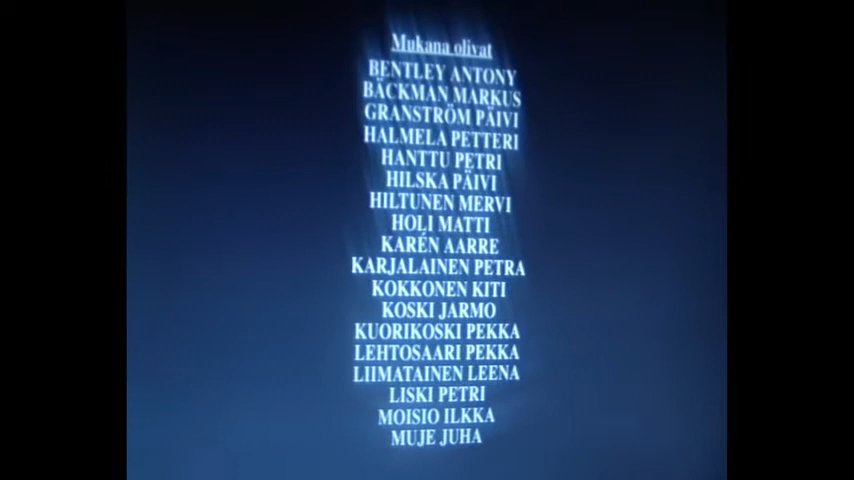 Mukana olivat
BENTLEY ANTONY
BÄCKMAN MARKUS
GRANSTRÖM PÄIVI
HALMELA PETTERI
HANTTU PETRI
HILSKA PÄIVI
HILTUNEN MERVI
HOLI MATTI
KARÉN AARRE
KARJALAINEN PETRA
KOKKONEN KITI
KOSKI JARMO
KUORIKOSKI PEKKA
LEHTOSAARI PEKKA
LIIMATAINEN LEENA
LISKI PETRI
MOISIO ILKKA
MUJE JUHA